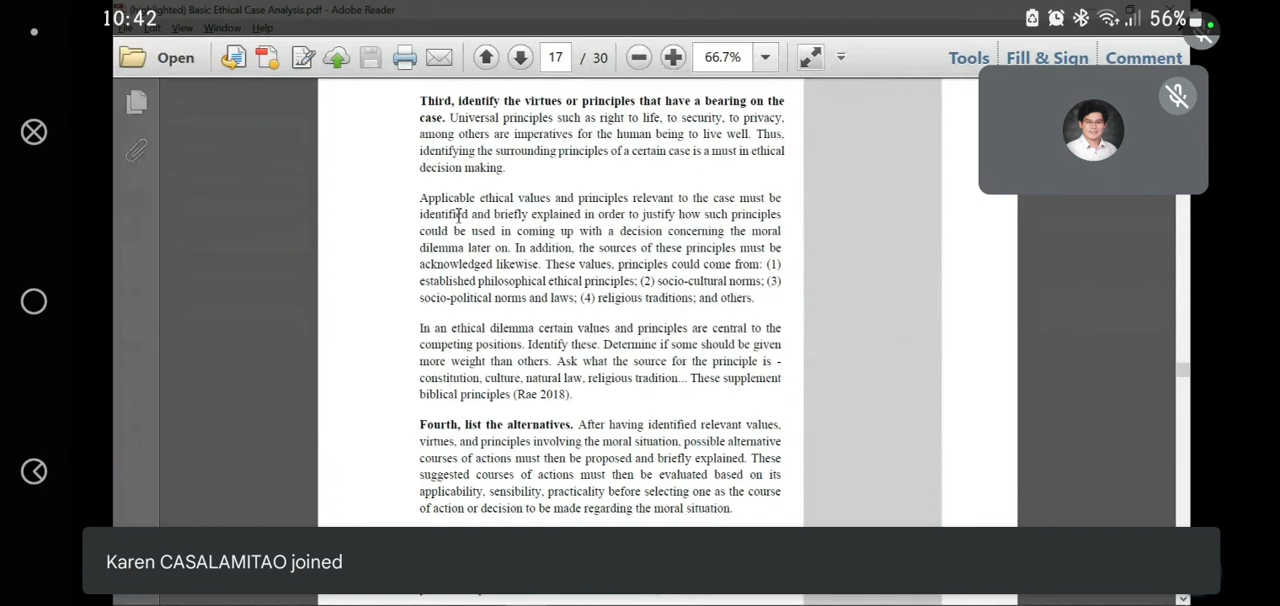 (highlighted) Basic Ethical Case Analysis.pdf - Adobe Reader
10:42
56%
File Edit View Window Help
Open
17 / 30
66.7%
Tools
Fill & Sign
Comment
Third, identify the virtues or principles that have a bearing on the
case. Universal principles such as right to life, to security, to privacy,
among others are imperatives for the human being to live well. Thus,
identifying the surrounding principles of a certain case is a must in ethical
decision making.
Applicable ethical values and principles relevant to the case must be
identified and briefly explained in order to justify how such principles
could be used in coming up with a decision concerning the moral
dilemma later on. In addition, the sources of these principles must be
acknowledged likewise. These values, principles could come from: (1)
established philosophical ethical principles; (2) socio-cultural norms; (3)
socio-political norms and laws; (4) religious traditions; and others.
In an ethical dilemma certain values and principles are central to the
competing positions. Identify these. Determine if some should be given
more weight than others. Ask what the source for the principle is -
constitution, culture, natural law, religious tradition... These supplement
biblical principles (Rae 2018).
Fourth, list the alternatives. After having identified relevant values,
virtues, and principles involving the moral situation, possible alternative
courses of actions must then be proposed and briefly explained. These
suggested courses of actions must then be evaluated based on its
applicability, sensibility, practicality before selecting one as the course
of action or decision to be made regarding the moral situation.
Karen CASALAMITAO joined